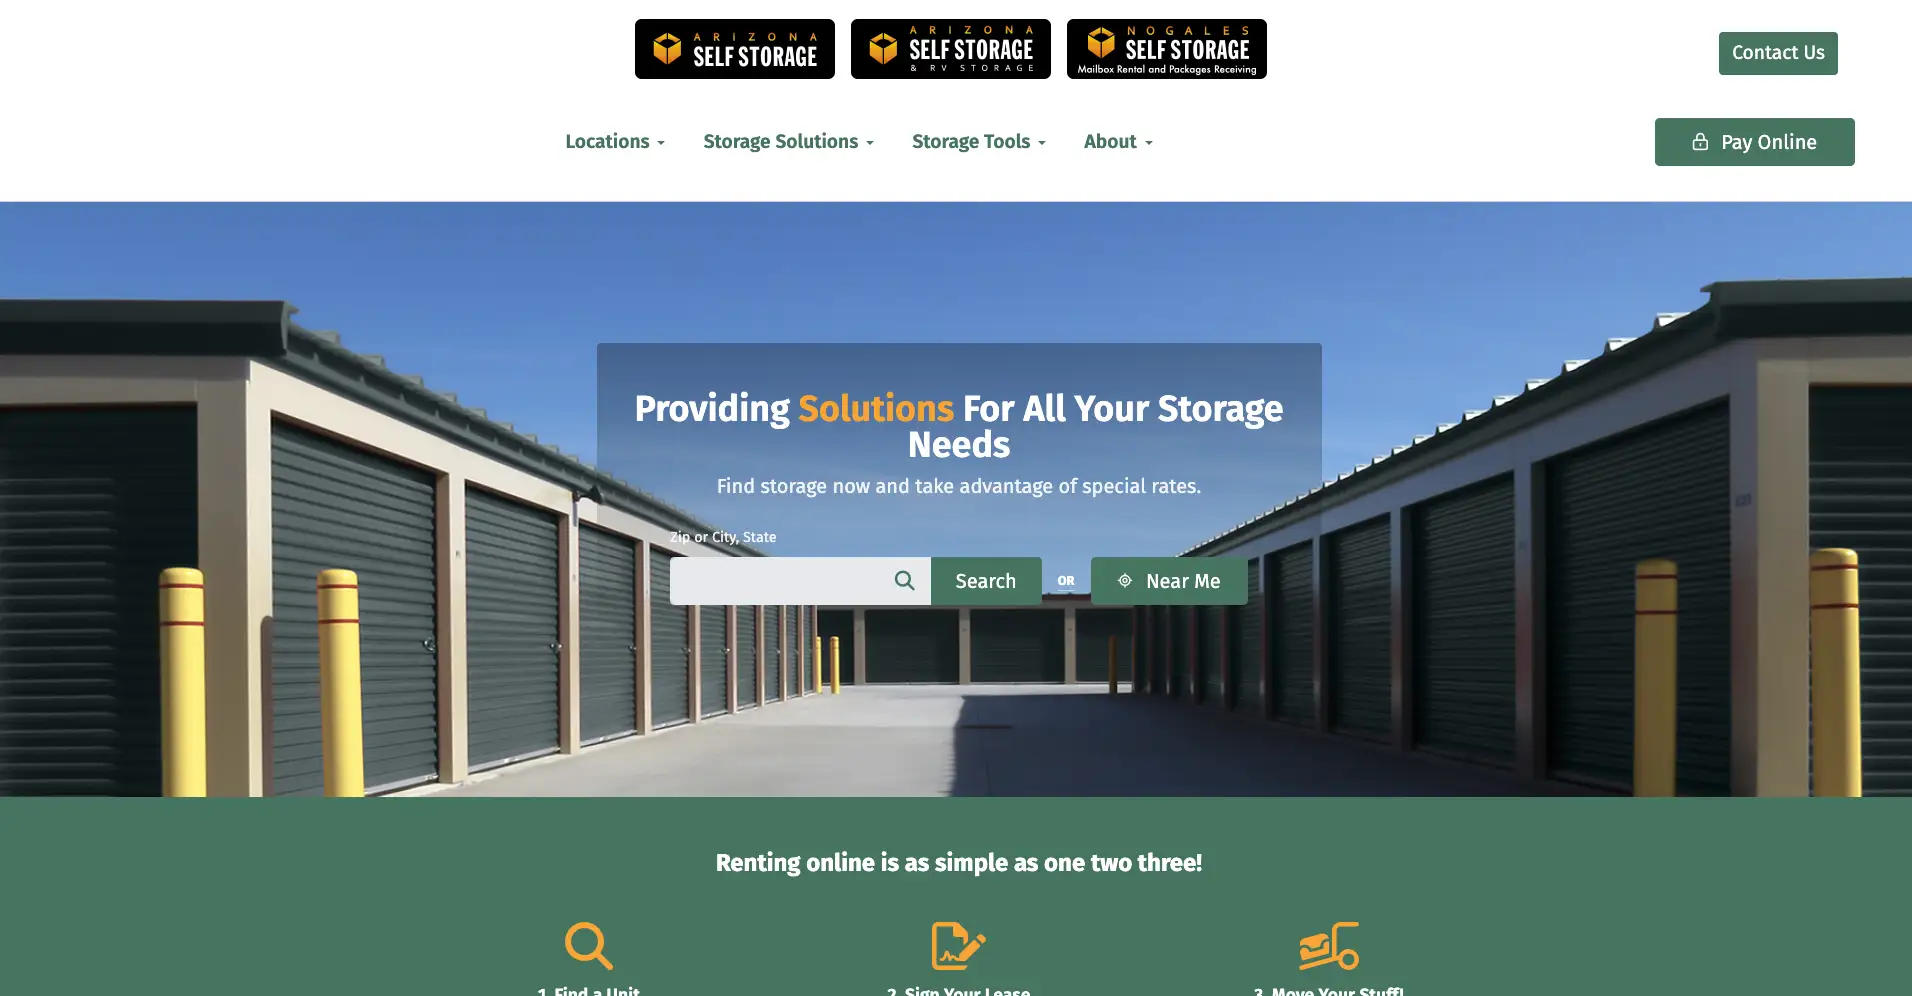 ARIZONA
SELF STORAGE
ARIZONA
SELF STORAGE
& RV STORAGE
NOGALES
SELF STORAGE
Mailbox Rental and Packages Receiving
Contact Us
Locations
Storage Solutions
Storage Tools
About
Pay Online
Providing Solutions For All Your Storage
Needs
Find storage now and take advantage of special rates.
Zip or City, State
Search
OR
Near Me
Renting online is as simple as one two three!
1. Find a Unit
2. Sign Your Lease
3. Move Your Stuff!